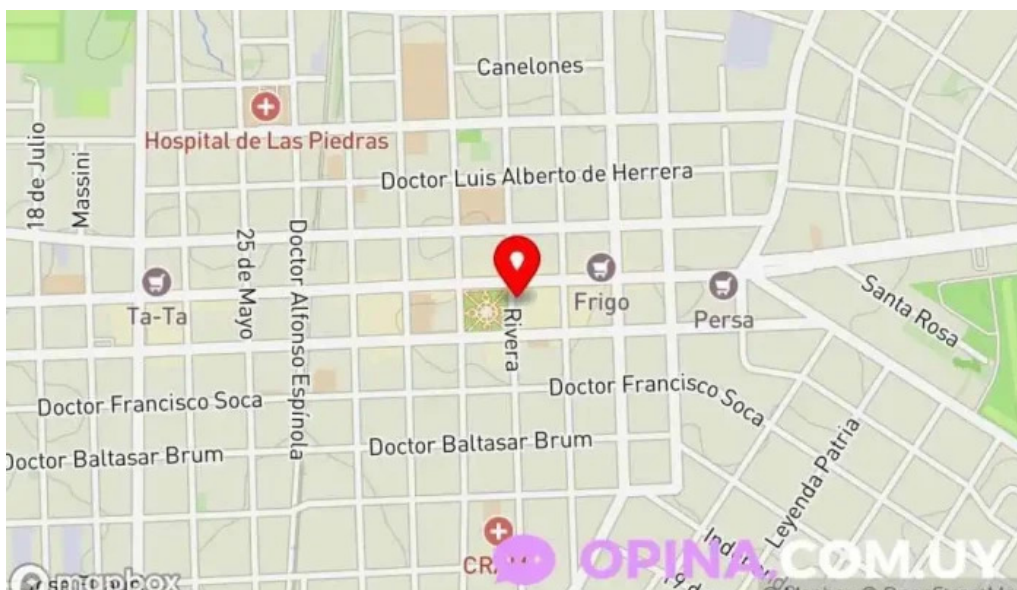 Canelones
Hospital de Las Piedras
18 de Julio
Massini
Doctor Luis Alberto de Herrera
25 de Mayo
Doctor Alfonso Espínola
Ta-Ta
Frigo
Persa
Santa Rosa
Rivera
Doctor Francisco Soca
Doctor Francisco Soca
Doctor Baltasar Brum
Doctor Baltasar Brum
Leyenda Patria
OPINA.COM.UY
mapbox